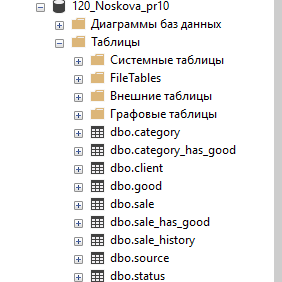 120_Noskova_pr10
Диаграммы баз данных
Таблицы
Системные таблицы
FileTables
Внешние таблицы
Графовые таблицы
dbo.category
dbo.category_has_good
dbo.client
dbo.good
dbo.sale
dbo.sale_has_good
dbo.sale_history
dbo.source
dbo.status